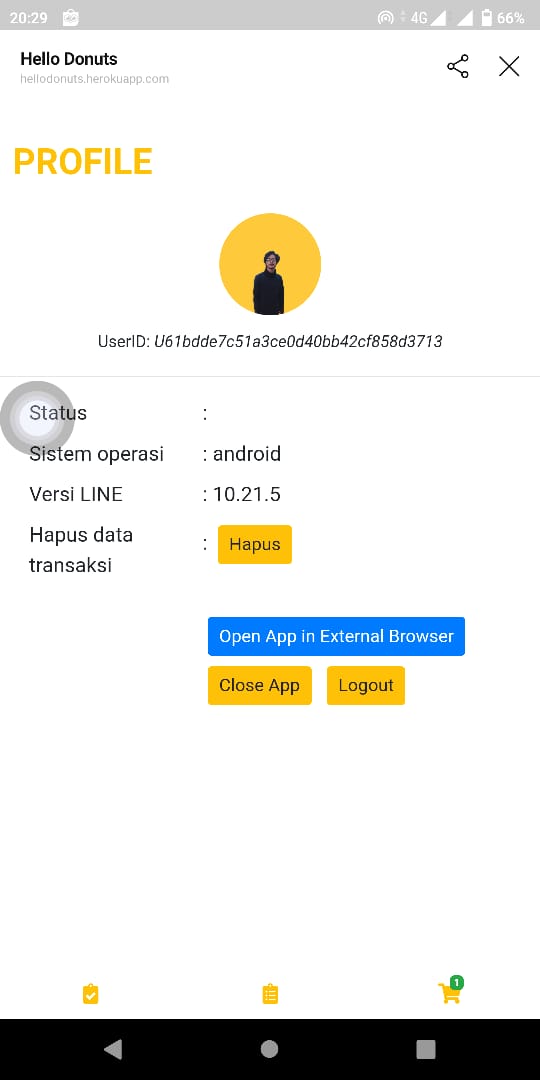 20:29
4G
66%
Hello Donuts
hellodonuts.herokuapp.com
PROFILE
UserID: U61bdde7c51a3ce0d40bb42cf858d3713
Status :
Sistem operasi : android
Versi LINE : 10.21.5
Hapus data
transaksi
: Hapus
Open App in External Browser
Close App Logout
1